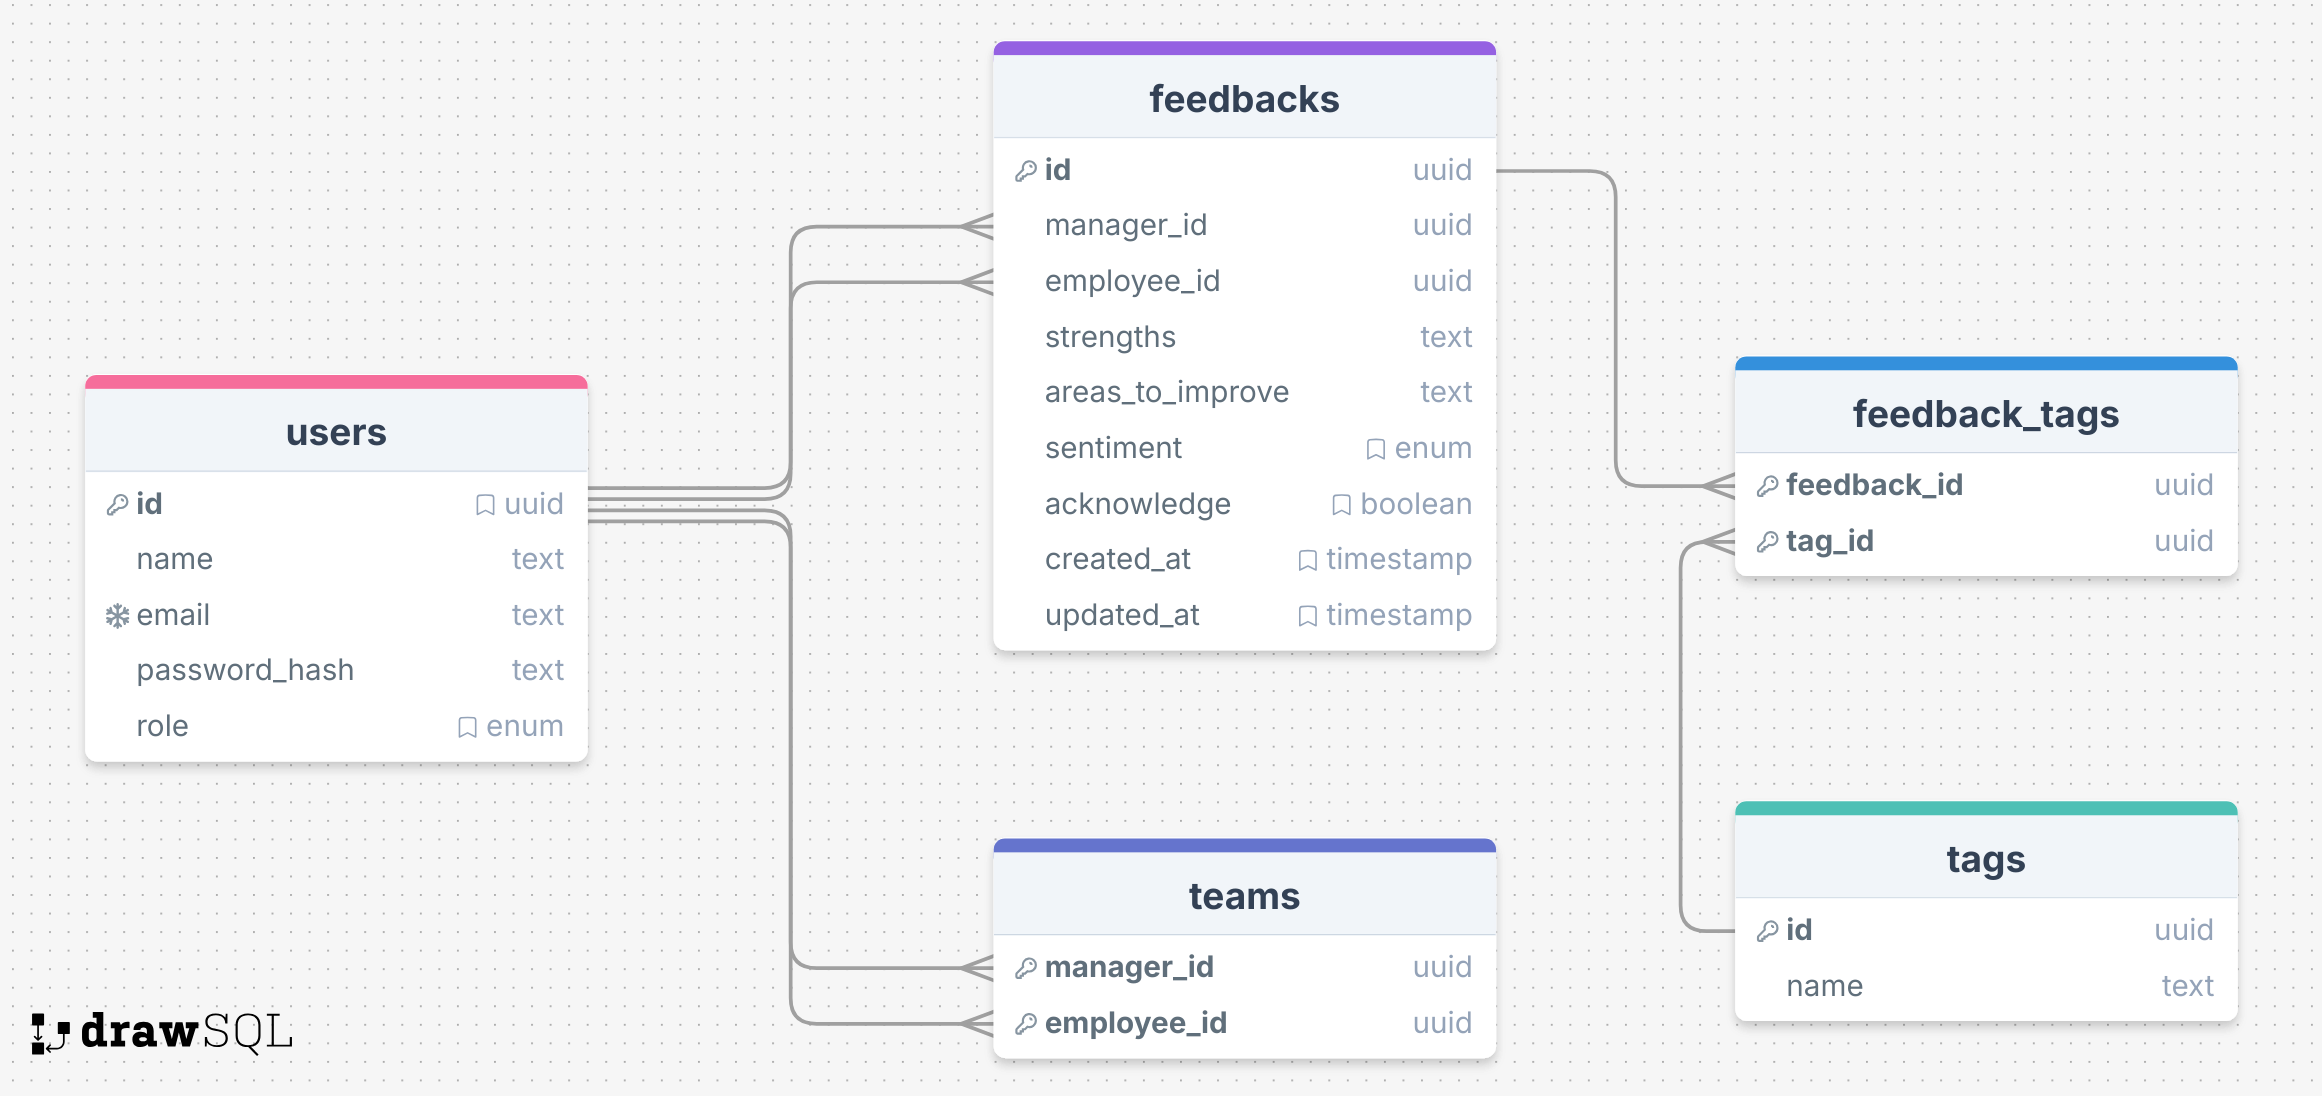 feedbacks
id uuid
manager_id uuid
employee_id uuid
strengths text
areas_to_improve text
sentiment enum
acknowledge boolean
created_at timestamp
updated_at timestamp
users
id uuid
name text
email text
password_hash text
role enum
feedback_tags
feedback_id uuid
tag_id uuid
teams
manager_id uuid
employee_id uuid
tags
id uuid
name text
drawSQL